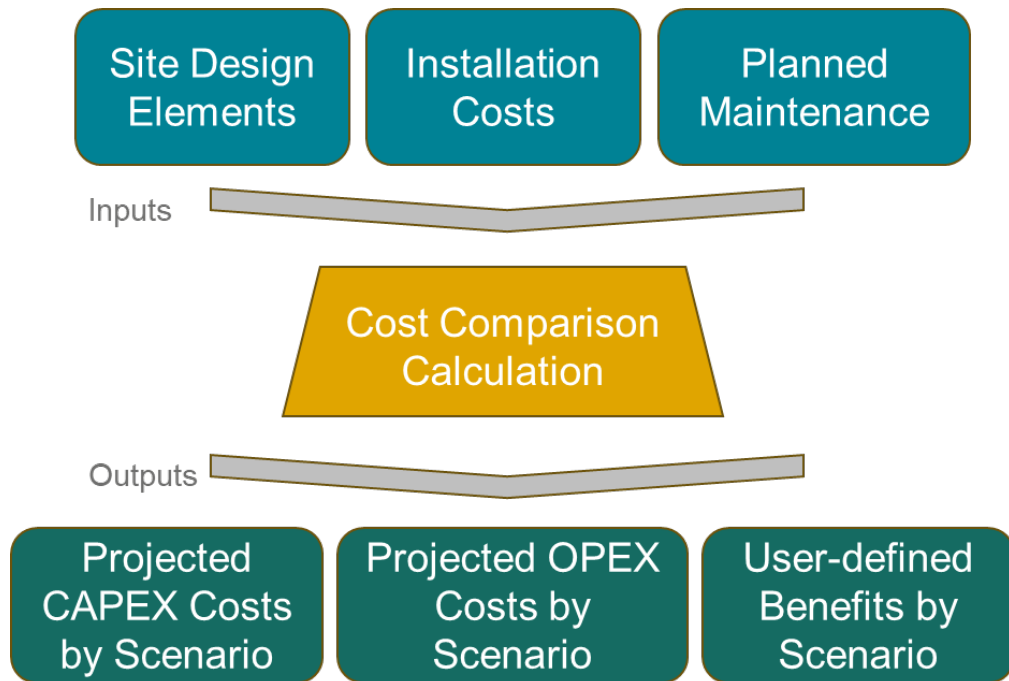 Site Design
Elements
Installation
Costs
Planned
Maintenance
Inputs
Cost Comparison
Calculation
Outputs
Projected
CAPEX Costs
by Scenario
Projected OPEX
Costs by
Scenario
User-defined
Benefits by
Scenario